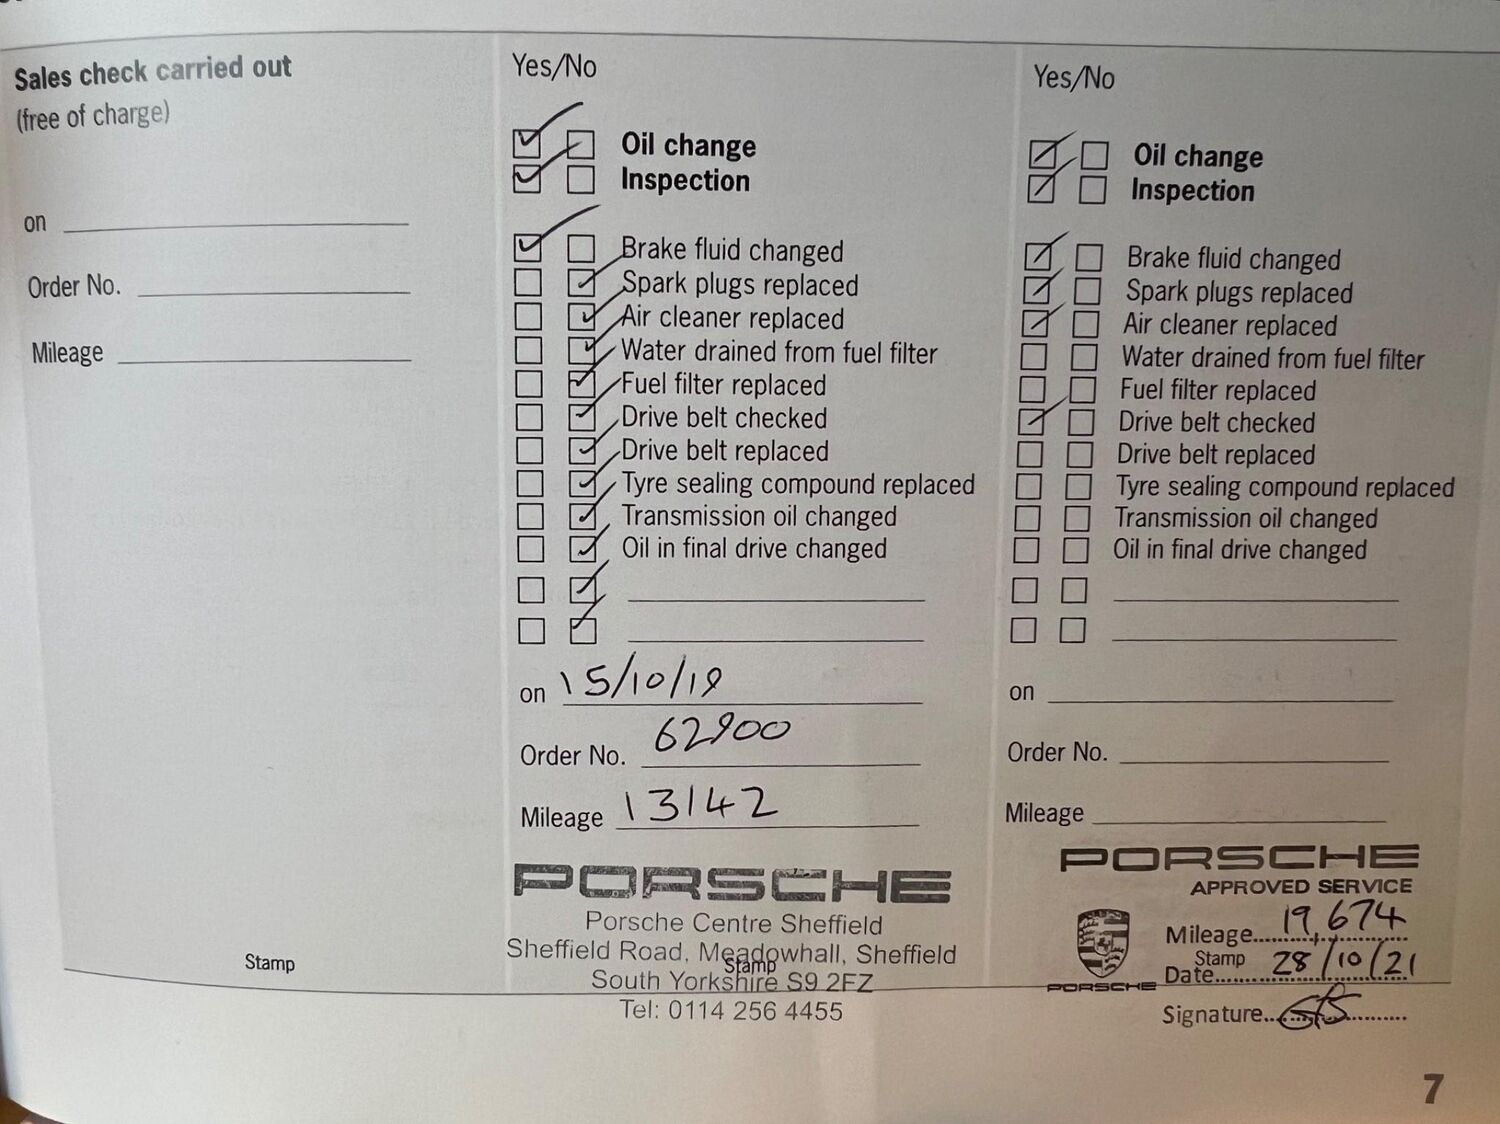 Sales check carried out
(free of charge)
on
Order No.
Mileage
Stamp
Yes/No
Oil change
Inspection
Brake fluid changed
Spark plugs replaced
Air cleaner replaced
Water drained from fuel filter
Fuel filter replaced
Drive belt checked
Drive belt replaced
Tyre sealing compound replaced
Transmission oil changed
Oil in final drive changed
on 15/10/19
Order No. 62900
Mileage 13142
PORSCHE
Porsche Centre Sheffield
Sheffield Road, Meadowhall, Sheffield
Stamp
South Yorkshire S9 2FZ
Tel: 0114 256 4455
Yes/No
Oil change
Inspection
Brake fluid changed
Spark plugs replaced
Air cleaner replaced
Water drained from fuel filter
Fuel filter replaced
Drive belt checked
Drive belt replaced
Tyre sealing compound replaced
Transmission oil changed
Oil in final drive changed
on
Order No.
Mileage
PORSCHE
APPROVED SERVICE
Mileage 19,674
Stamp
Date 28/10/21
PORSCHE
Signature
7